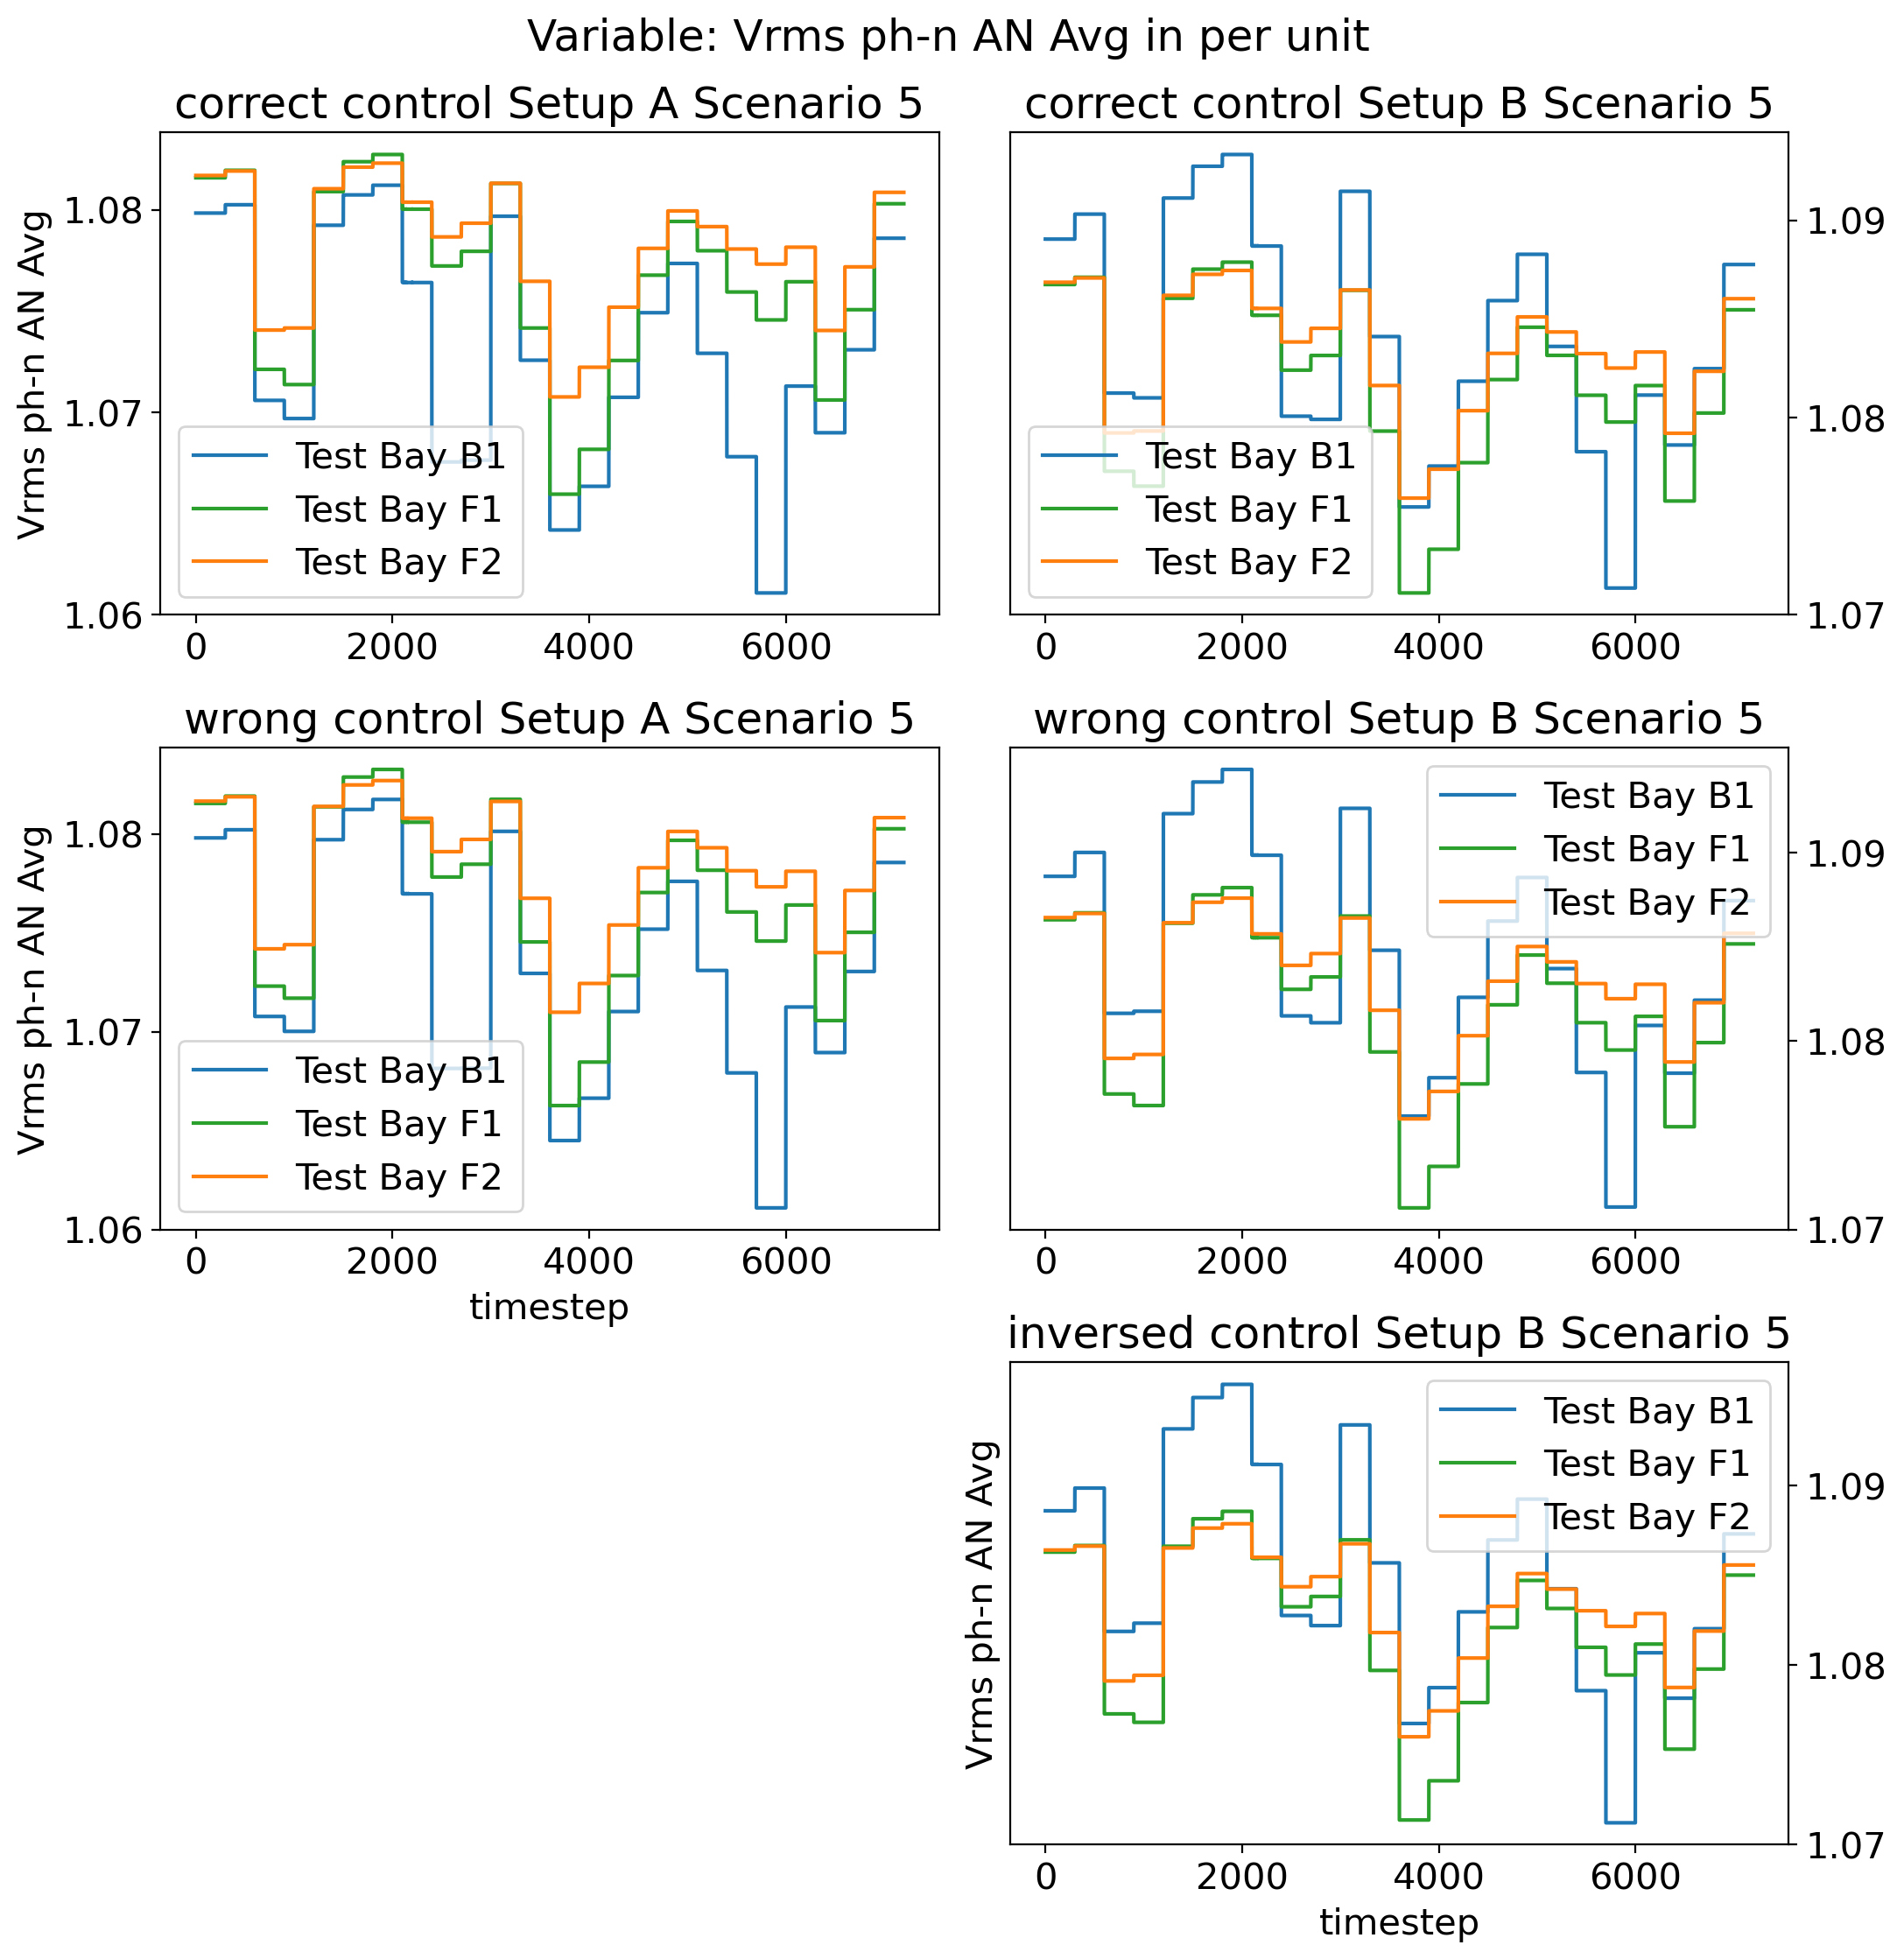 Variable: Vrms ph-n AN Avg in per unit
correct control Setup A Scenario 5
Vrms ph-n AN Avg
1.08
1.07
1.06
0 2000 4000 6000
Test Bay B1
Test Bay F1
Test Bay F2
correct control Setup B Scenario 5
1.09
1.08
1.07
0 2000 4000 6000
Test Bay B1
Test Bay F1
Test Bay F2
wrong control Setup A Scenario 5
Vrms ph-n AN Avg
1.08
1.07
1.06
0 2000 4000 6000
timestep
Test Bay B1
Test Bay F1
Test Bay F2
wrong control Setup B Scenario 5
1.09
1.08
1.07
0 2000 4000 6000
Test Bay B1
Test Bay F1
Test Bay F2
inversed control Setup B Scenario 5
Vrms ph-n AN Avg
1.09
1.08
1.07
0 2000 4000 6000
timestep
Test Bay B1
Test Bay F1
Test Bay F2